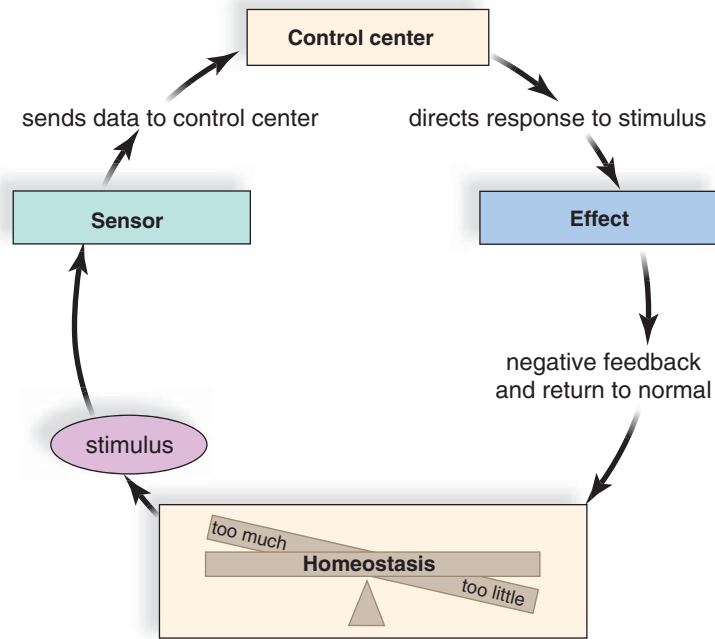 Control center
sends data to control center
directs response to stimulus
Sensor
Effect
negative feedback
and return to normal
stimulus
too much
Homeostasis
too little